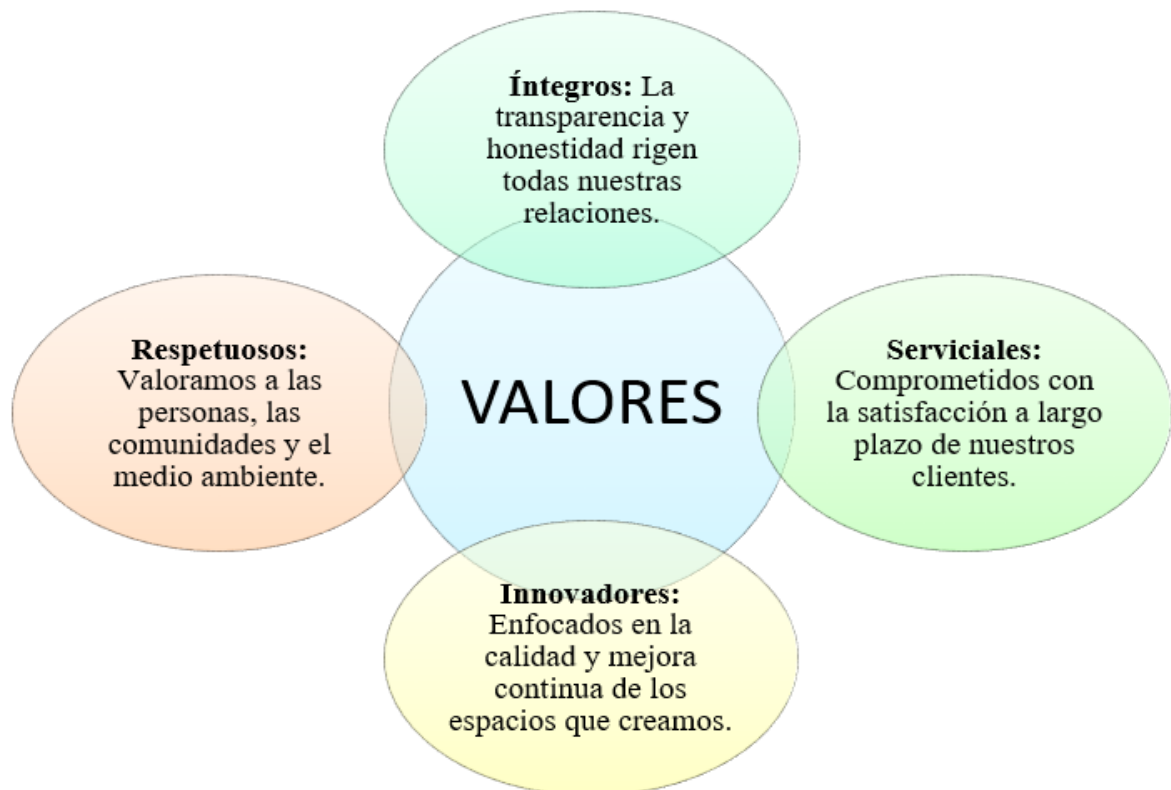 Íntegros: La
transparencia y
honestidad rigen
todas nuestras
relaciones.
Respetuosos:
Valoramos a las
personas, las
comunidades y el
medio ambiente.
VALORES
Serviciales:
Comprometidos con
la satisfacción a largo
plazo de nuestros
clientes.
Innovadores:
Enfocados en la
calidad y mejora
continua de los
espacios que creamos.